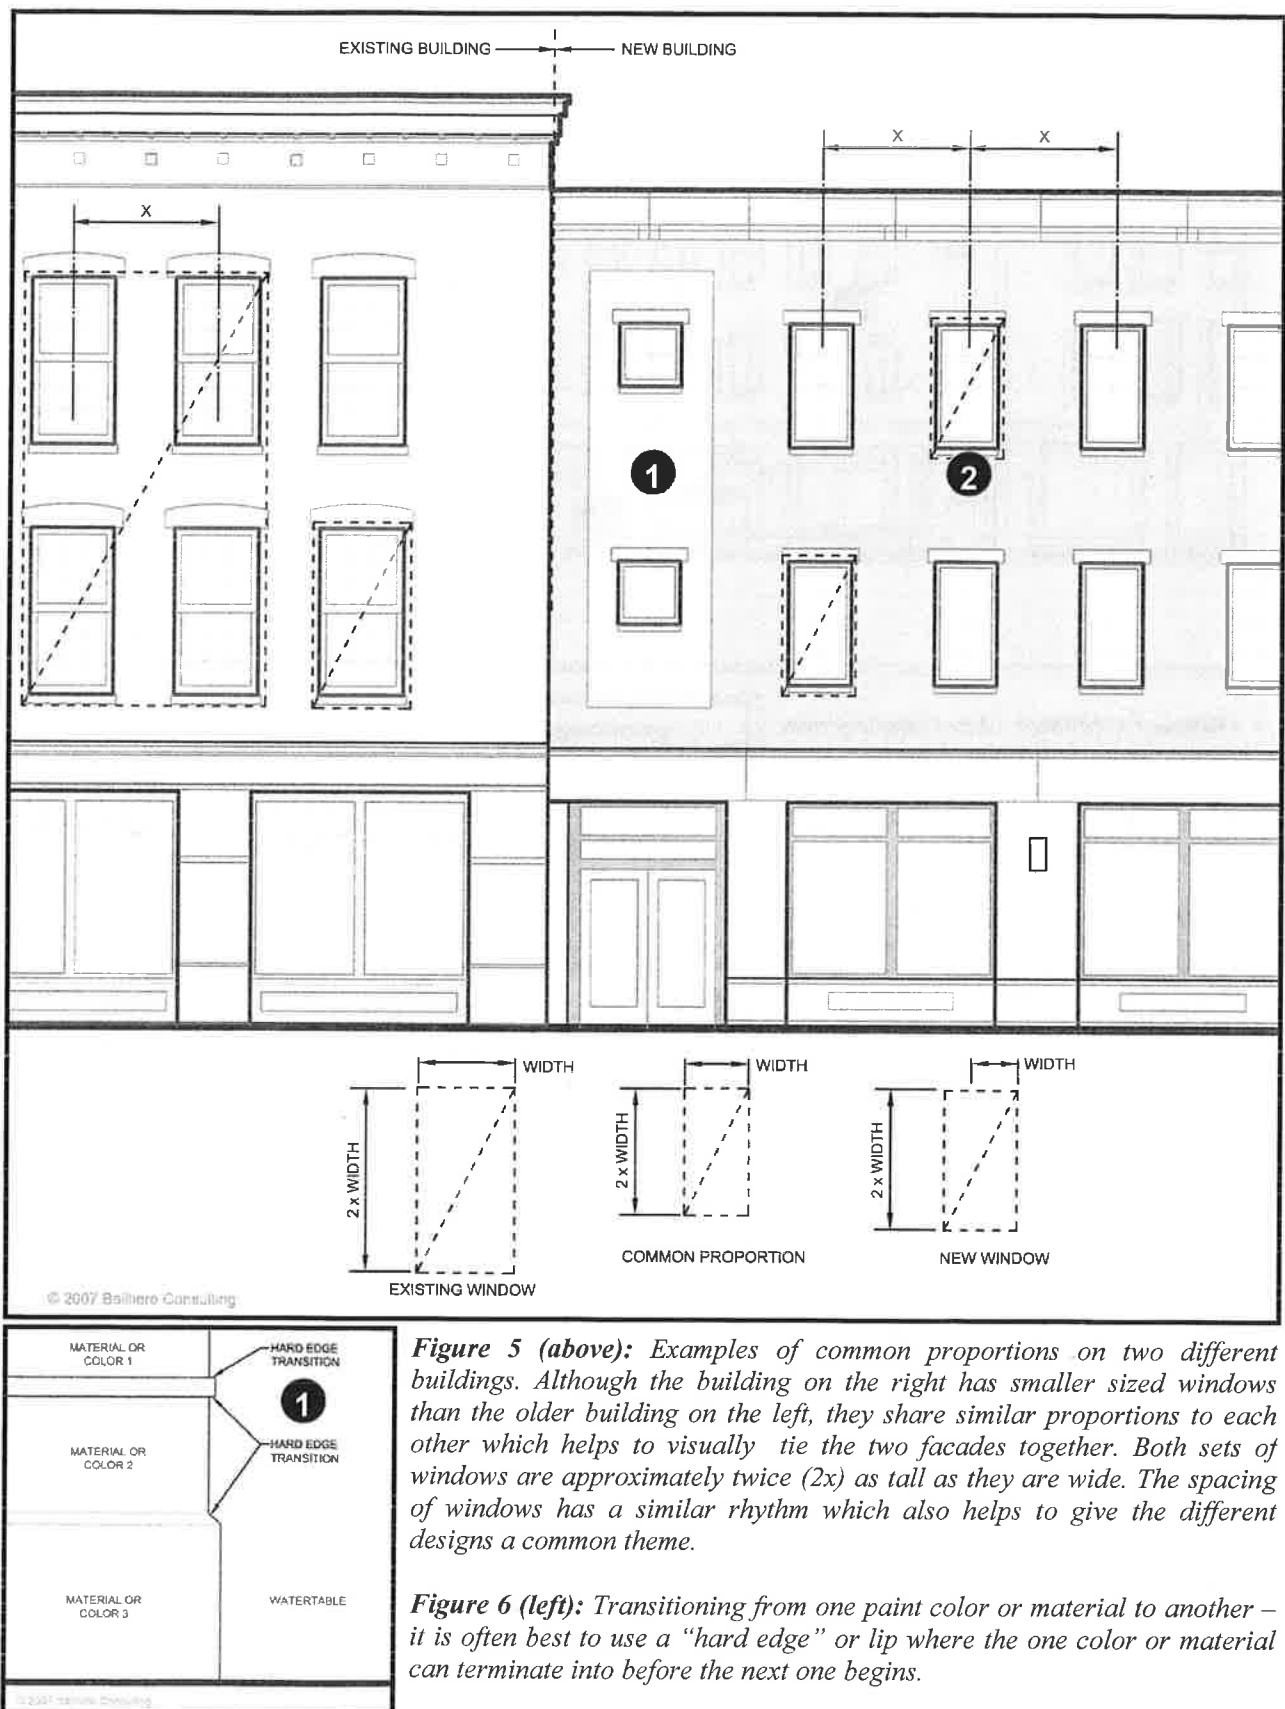 EXISTING BUILDING
NEW BUILDING
X
X
X
1
2
WIDTH
2 x WIDTH
EXISTING WINDOW
WIDTH
2 x WIDTH
COMMON PROPORTION
WIDTH
2 x WIDTH
NEW WINDOW
© 2007 Bailhero Consulting
MATERIAL OR
COLOR 1
HARD EDGE
TRANSITION
1
MATERIAL OR
COLOR 2
HARD EDGE
TRANSITION
MATERIAL OR
COLOR 3
WATERTABLE
Figure 5 (above): Examples of common proportions on two different
buildings. Although the building on the right has smaller sized windows
than the older building on the left, they share similar proportions to each
other which helps to visually tie the two facades together. Both sets of
windows are approximately twice (2x) as tall as they are wide. The spacing
of windows has a similar rhythm which also helps to give the different
designs a common theme.
Figure 6 (left): Transitioning from one paint color or material to another –
it is often best to use a “hard edge” or lip where the one color or material
can terminate into before the next one begins.